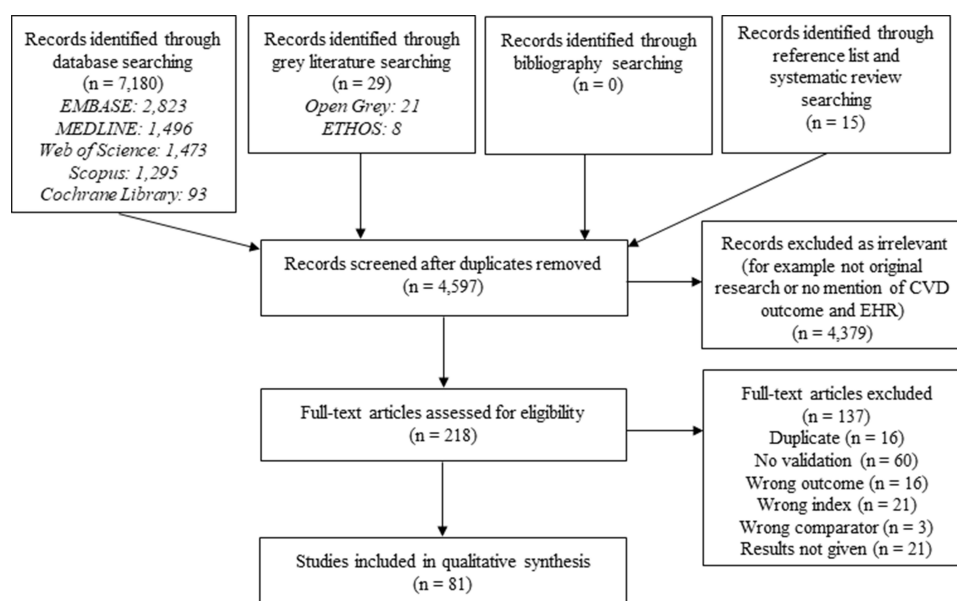 Records identified through
database searching
(n = 7,180)
EMBASE: 2,823
MEDLINE: 1,496
Web of Science: 1,473
Scopus: 1,295
Cochrane Library: 93
Records identified through
grey literature searching
(n = 29)
Open Grey: 21
ETHOS: 8
Records identified through
bibliography searching
(n = 0)
Records identified through
reference list and
systematic review
searching
(n = 15)
Records screened after duplicates removed
(n = 4,597)
Records excluded as irrelevant
(for example not original
research or no mention of CVD
outcome and EHR)
(n = 4,379)
Full-text articles assessed for eligibility
(n = 218)
Full-text articles excluded
(n = 137)
Duplicate (n = 16)
No validation (n = 60)
Wrong outcome (n = 16)
Wrong index (n = 21)
Wrong comparator (n = 3)
Results not given (n = 21)
Studies included in qualitative synthesis
(n = 81)